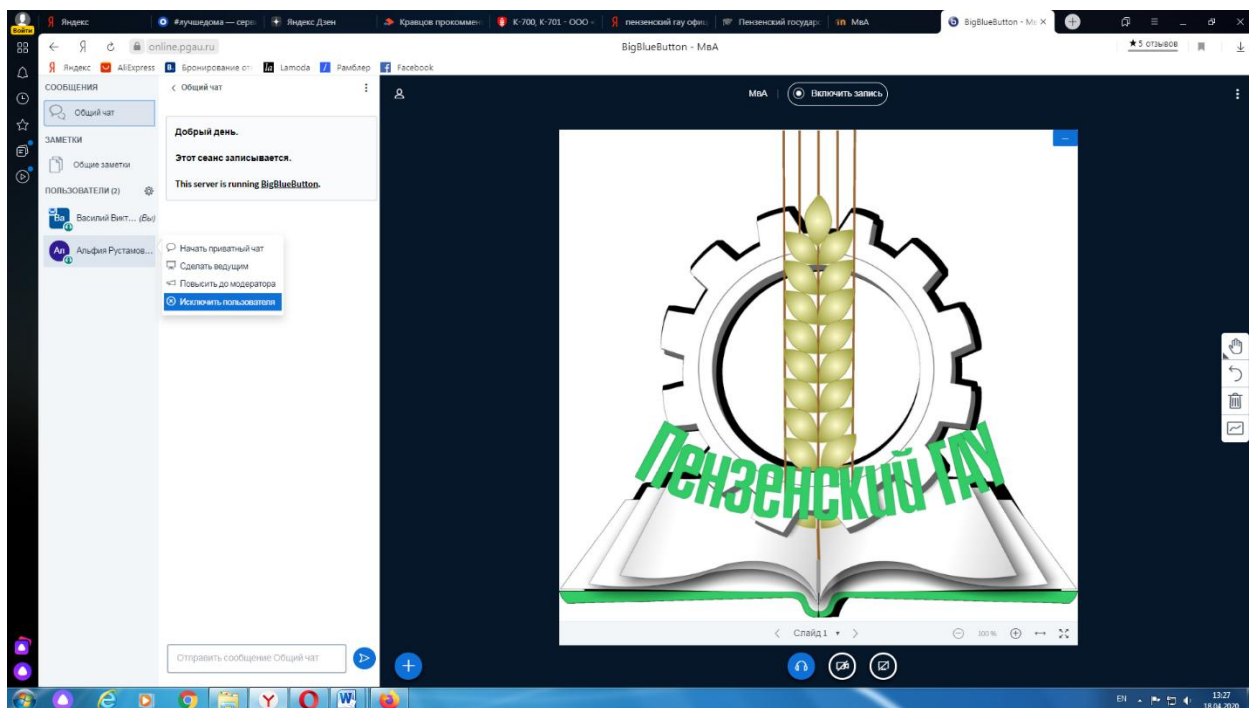 Войти
Яндекс
#лучшедома — серв
Яндекс Дзен
Кравцов прокоммен
К-700, К-701 - ООО «
пензенский гау офиц
Пензенский государс
МвА
BigBlueButton - Мв
online.pgau.ru
BigBlueButton - МвА
★5 отзывов
Яндекс
AliExpress
Бронирование от
Lamoda
Рамблер
Facebook
СООБЩЕНИЯ
Общий чат
Общий чат
ЗАМЕТКИ
Общие заметки
ПОЛЬЗОВАТЕЛИ (2)
Ва
Василий Викт... (Вы)
Ал
Альфия Рустамов...
Добрый день.
Этот сеанс записывается.
This server is running BigBlueButton.
Начать приватный чат
Сделать ведущим
Повысить до модератора
Исключить пользователя
МвА
Включить запись
Пензенский ГАУ
Слайд 1
100%
Отправить сообщение Общий чат
EN
13:27
18.04.2020